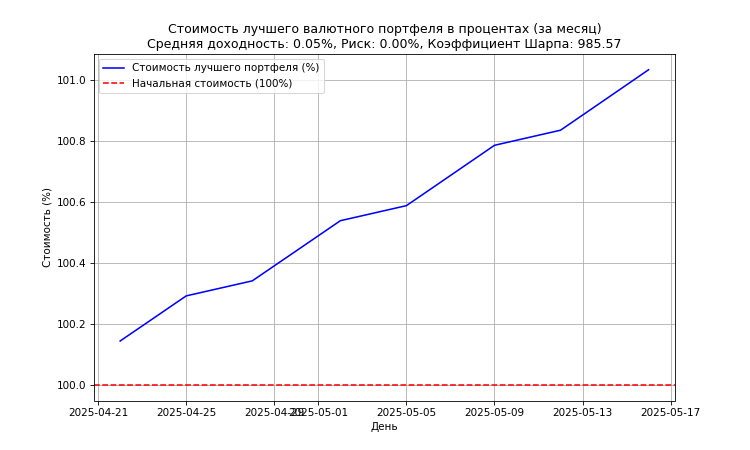 Стоимость лучшего валютного портфеля в процентах (за месяц)
Средняя доходность: 0.05%, Риск: 0.00%, Коэффициент Шарпа: 985.57
Стоимость лучшего портфеля (%)
Начальная стоимость (100%)
Стоимость (%)
101.0
100.8
100.6
100.4
100.2
100.0
2025-04-21 2025-04-25 2025-04-29 2025-05-01 2025-05-05 2025-05-09 2025-05-13 2025-05-17
День